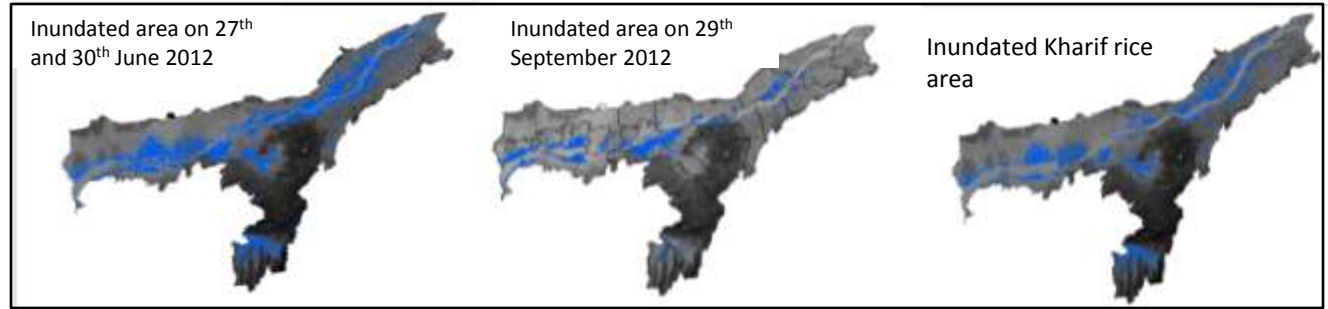 Inundated area on 27th
and 30th June 2012
Inundated area on 29th
September 2012
Inundated Kharif rice
area